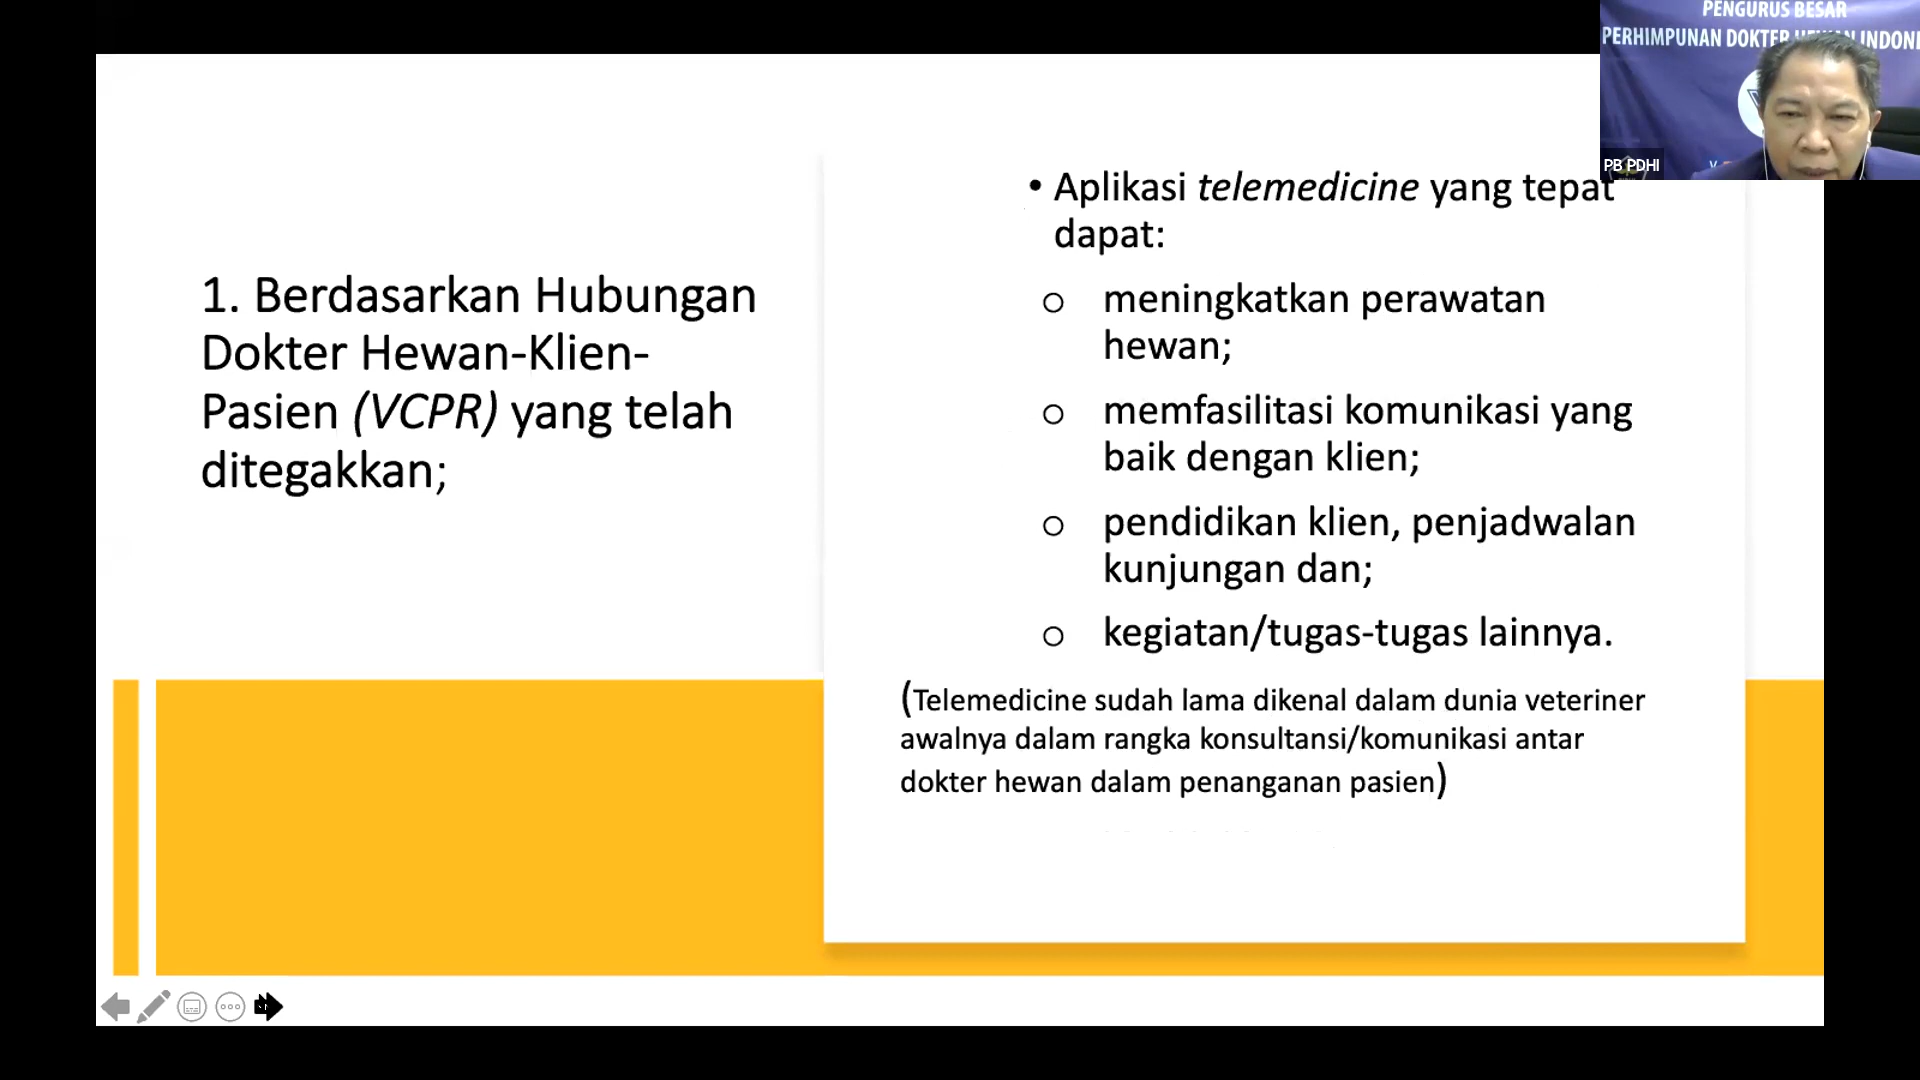 PENGURUS BESAR
PERHIMPUNAN DOKTER INDONE
PB PDHI
1. Berdasarkan Hubungan
Dokter Hewan-Klien-
Pasien (VCPR) yang telah
ditegakkan;
• Aplikasi telemedicine yang tepat
dapat:
o meningkatkan perawatan
hewan;
o memfasilitasi komunikasi yang
baik dengan klien;
o pendidikan klien, penjadwalan
kunjungan dan;
o kegiatan/tugas-tugas lainnya.
(Telemedicine sudah lama dikenal dalam dunia veteriner
awalnya dalam rangka konsultansi/komunikasi antar
dokter hewan dalam penanganan pasien)